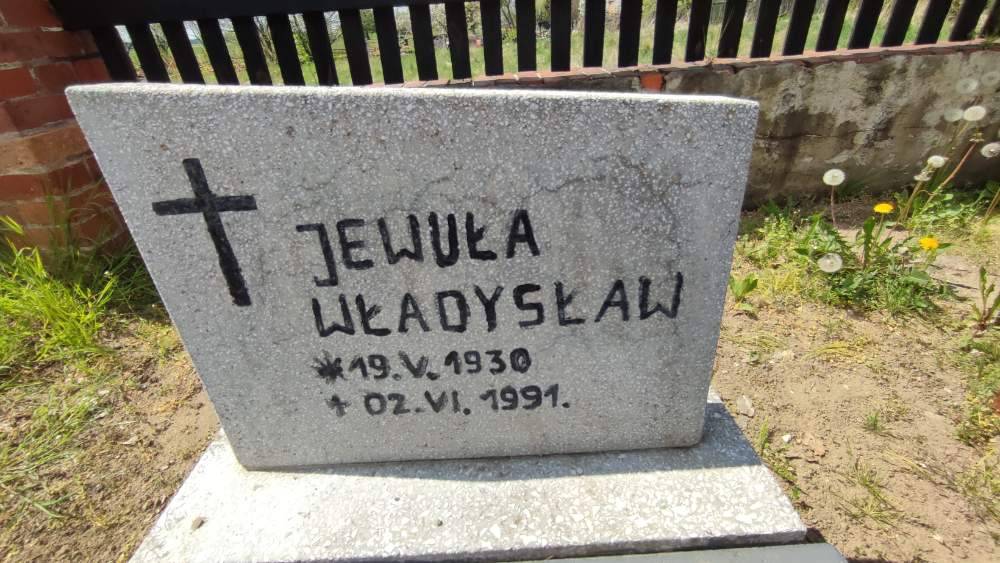 JEWUŁA
WŁADYSŁAW
* 19.V.1930
+ 02.VI.1991.